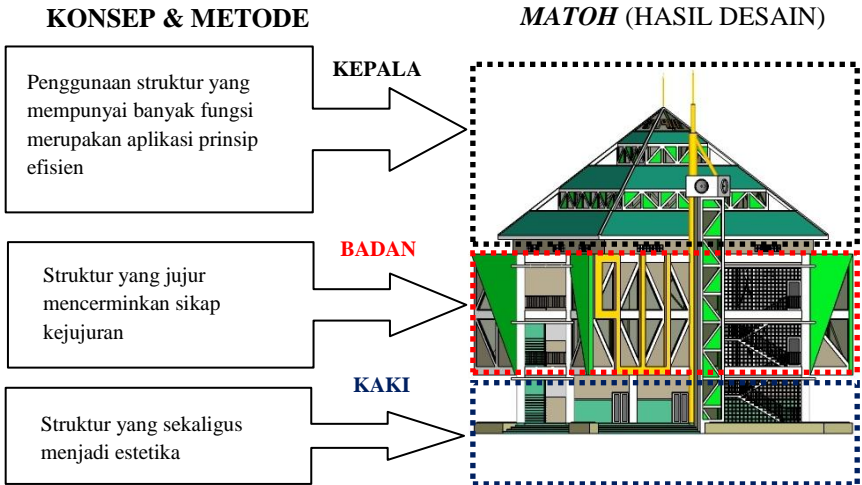 KONSEP & METODE
MATOH (HASIL DESAIN)
KEPALA
Penggunaan struktur yang
mempunyai banyak fungsi
merupakan aplikasi prinsip
efisien
BADAN
Struktur yang jujur
mencerminkan sikap
kejujuran
KAKI
Struktur yang sekaligus
menjadi estetika